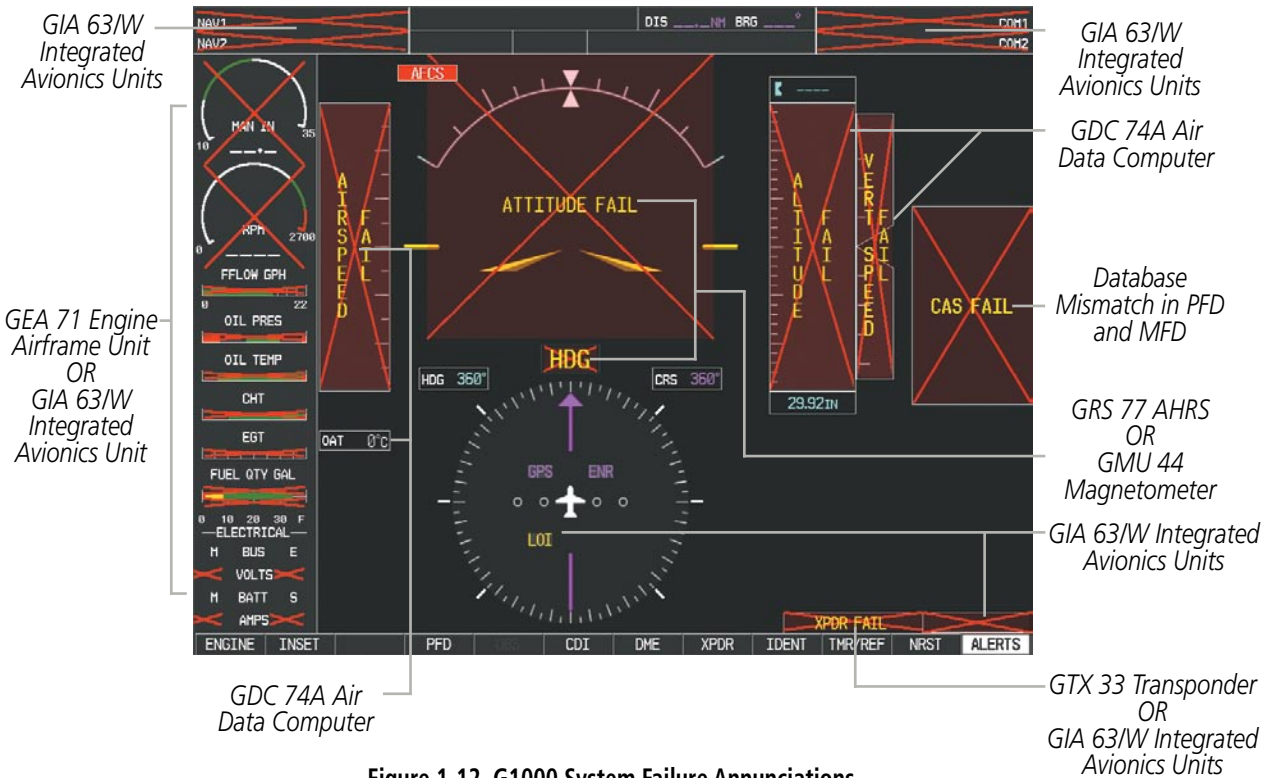 GIA 63/W
Integrated
Avionics Units
NAV1
NAV2
DIS __._NM BRG ___°
COM1
COM2
GIA 63/W
Integrated
Avionics Units
GDC 74A Air
Data Computer
AFCS
MAN IN
10
35
__._
RPM
0
2700
____
FFLOW GPH
0 22
OIL PRES
OIL TEMP
CHT
EGT
FUEL QTY GAL
0 10 20 30 F
ELECTRICAL
M BUS E
VOLTS
M BATT S
AMPS
AIRSPEED FAIL
ATTITUDE FAIL
----
ALTITUDE FAIL
VERT SPEED FAIL
CAS FAIL
29.92IN
HDG
HDG 360°
CRS 360°
OAT 0°C
GPS ENR
LOI
XPDR FAIL
ENGINE INSET PFD OBS CDI DME XPDR IDENT TMR/REF NRST ALERTS
GEA 71 Engine
Airframe Unit
OR
GIA 63/W
Integrated
Avionics Unit
Database
Mismatch in PFD
and MFD
GRS 77 AHRS
OR
GMU 44
Magnetometer
GIA 63/W Integrated
Avionics Units
GDC 74A Air
Data Computer
GTX 33 Transponder
OR
GIA 63/W Integrated
Avionics Units
Figure 1-12 G1000 System Failure Annunciations